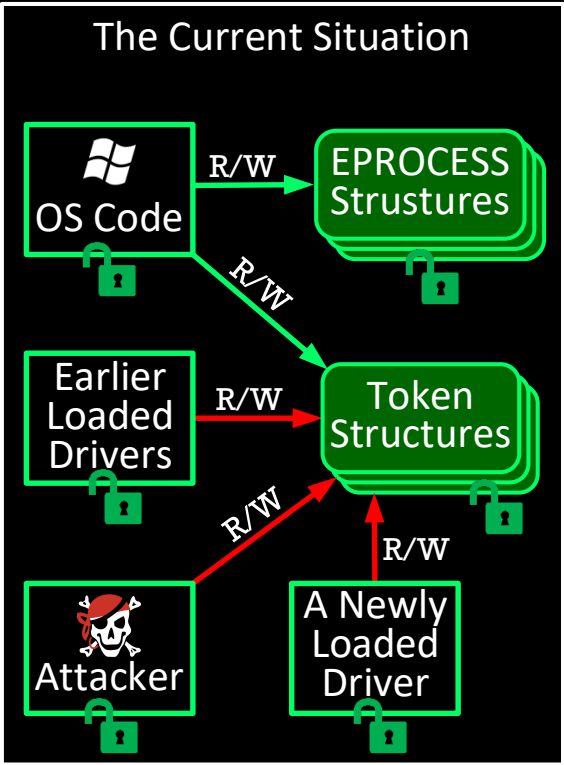 The Current Situation
OS Code
R/W
EPROCESS
Strustures
R/W
Earlier
Loaded
Drivers
R/W
Token
Structures
R/W
R/W
Attacker
A Newly
Loaded
Driver